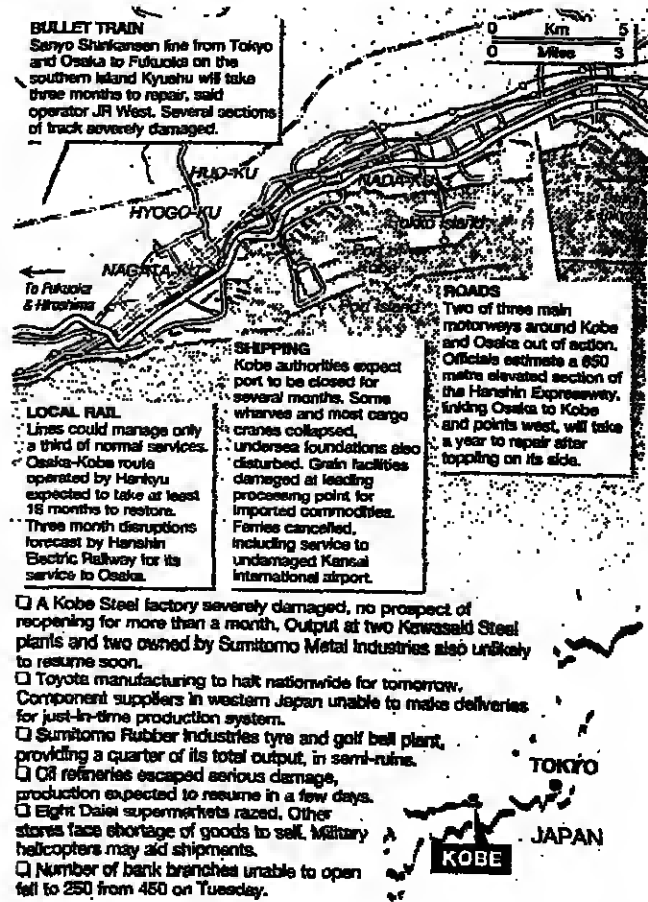 BULLET TRAIN
Sanyo Shinkansen line from Tokyo
and Osaka to Fukuoka on the
southern island Kyushu will take
three months to repair, said
operator JR West. Several sections
of track severely damaged.
0 Km 5
0 Miles 3
HYOGO-KU
NADA-KU
Rokko Island
NAGATA-KU
Port Island
To Fukuoka
& Hiroshima
ROADS
Two of three main
motorways around Kobe
and Osaka out of action.
Officials estimate a 650
metre elevated section of
the Hanshin Expressway,
linking Osaka to Kobe
and points west, will take
a year to repair after
toppling on its side.
SHIPPING
Kobe authorities expect
port to be closed for
several months. Some
wharves and most cargo
cranes collapsed,
undersea foundations also
disturbed. Grain facilities
damaged at leading
processing point for
imported commodities.
Ferries cancelled,
including service to
undamaged Kansai
international airport.
LOCAL RAIL
Lines could manage only
a third of normal services.
Osaka-Kobe route
operated by Hankyu
expected to take at least
18 months to restore.
Three month disruptions
forecast by Hanshin
Electric Railway for its
service to Osaka.
❑ A Kobe Steel factory severely damaged, no prospect of
reopening for more than a month. Output at two Kawasaki Steel
plants and two owned by Sumitomo Metal Industries also unlikely
to resume soon.
❑ Toyota manufacturing to halt nationwide for tomorrow.
Component suppliers in western Japan unable to make deliveries
for just-in-time production system.
❑ Sumitomo Rubber Industries tyre and golf ball plant,
providing a quarter of its total output, in semi-ruins.
❑ Oil refineries escaped serious damage,
production expected to resume in a few days.
❑ Eight Daiei supermarkets razed. Other
stores face shortage of goods to sell. Military
helicopters may aid shipments.
❑ Number of bank branches unable to open
fell to 250 from 450 on Tuesday.
TOKYO
JAPAN
KOBE